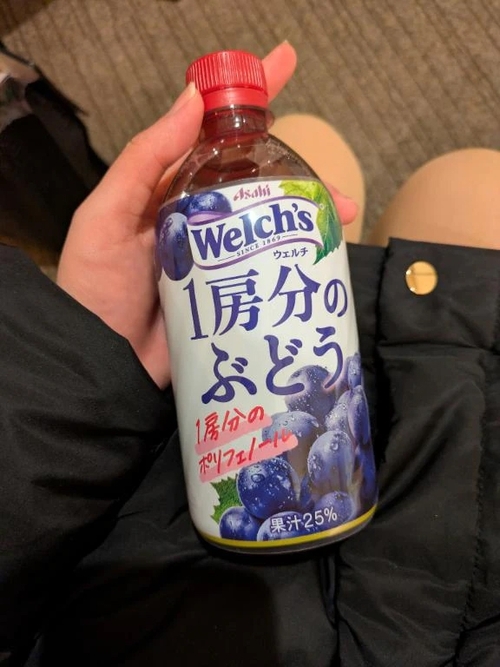 Asahi
Welch's
SINCE 1869
ウェルチ
1房分の
ぶどう
1房分の
ポリフェノール
果汁25%